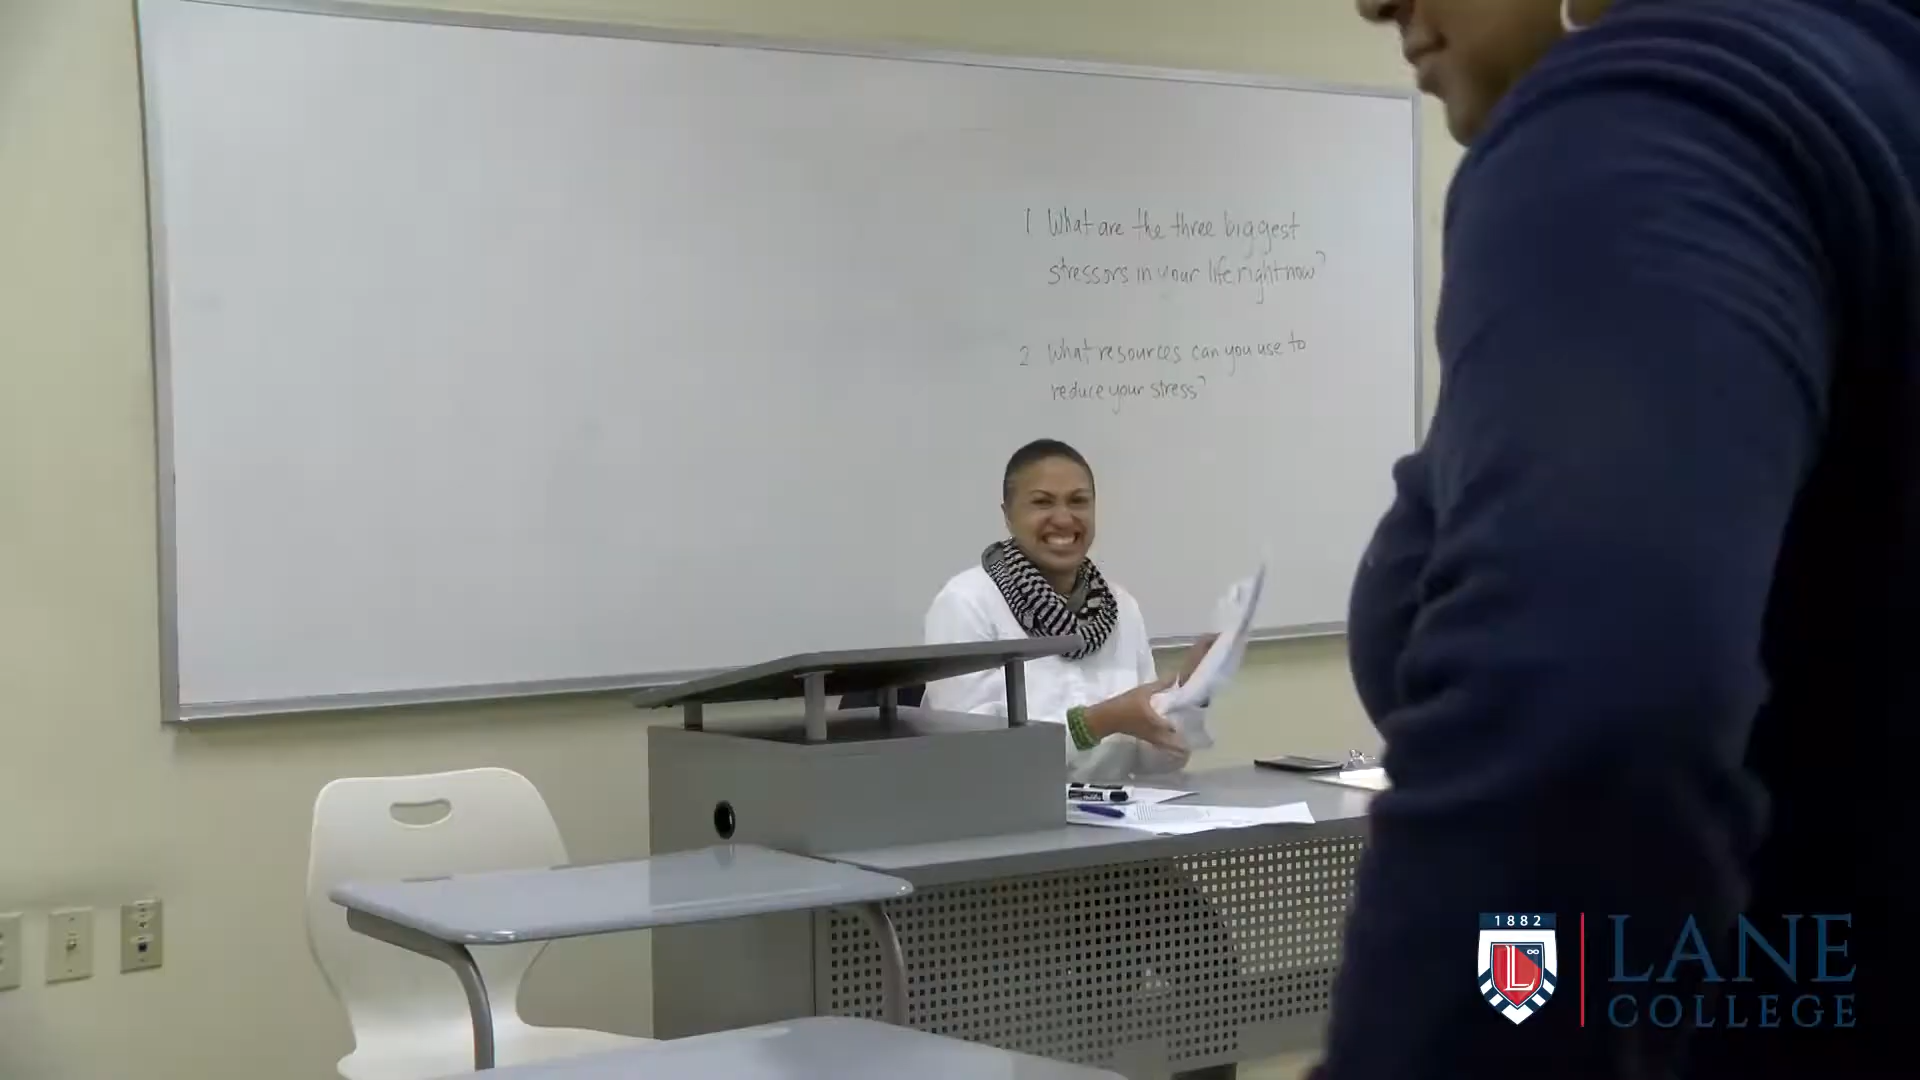 1 What are the three biggest
stressors in your life right now?
2 What resources can you use to
reduce your stress?
1882
L
LANE
COLLEGE